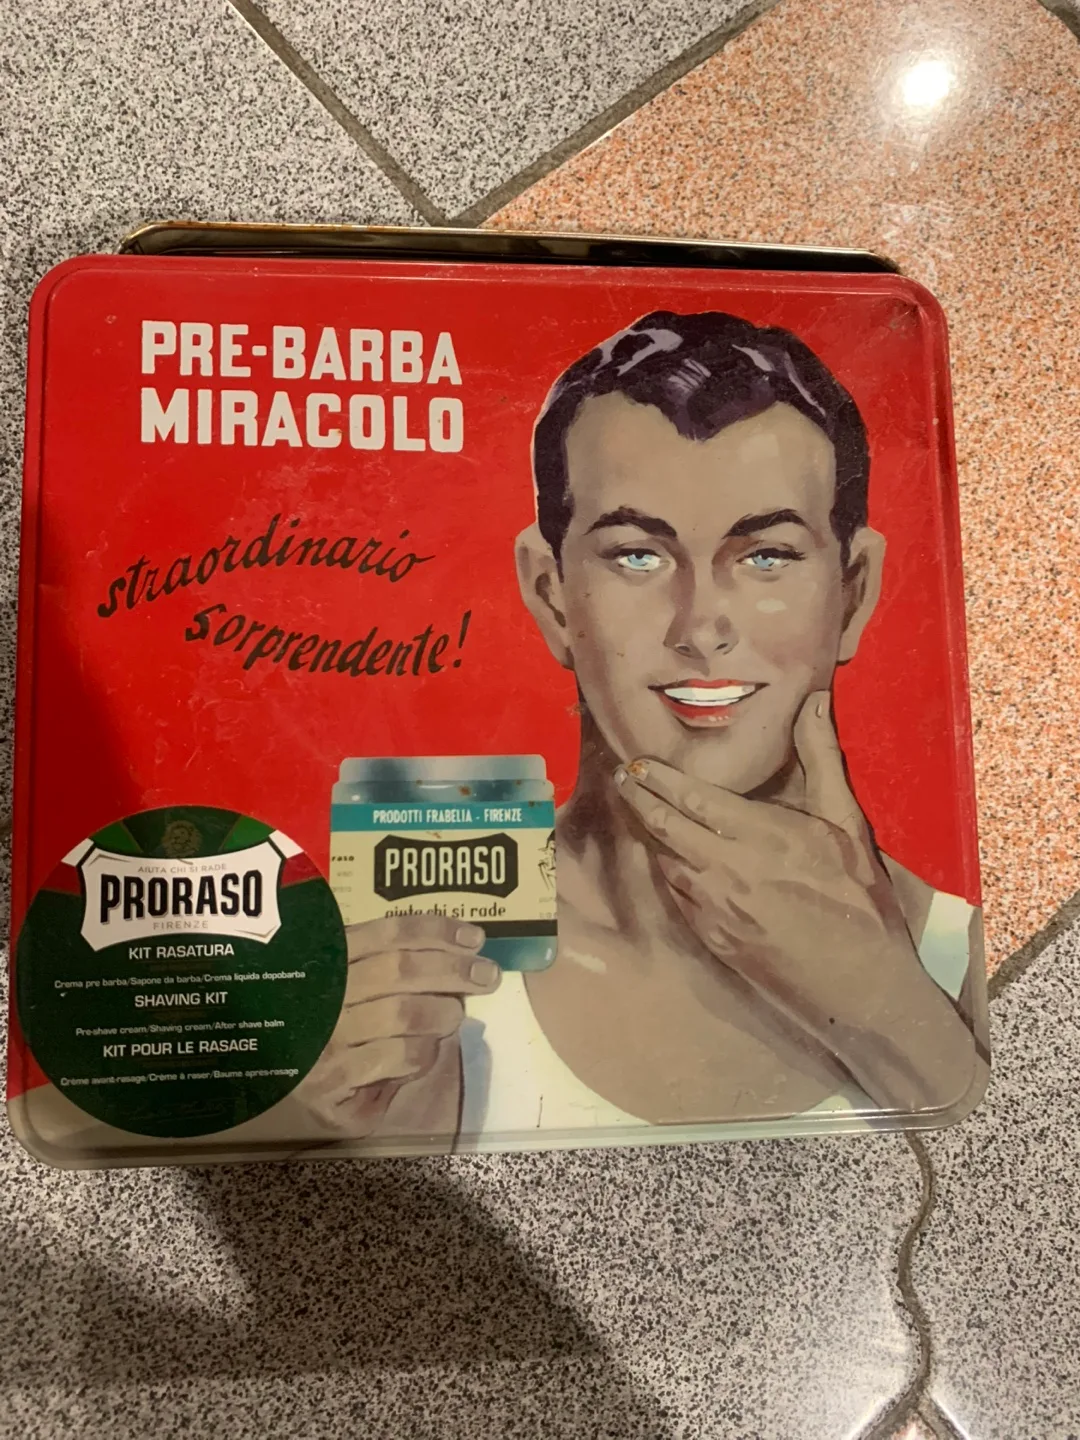 PRE-BARBA
MIRACOLO
straordinario
sorprendente!
PRODOTTI FRABELIA - FIRENZE
PRORASO
aiuta chi si rade
AIUTA CHI SI RADE
PRORASO
FIRENZE
KIT RASATURA
Crema pre barba/Sapone da barba/Crema liquida dopobarba
SHAVING KIT
Pre-shave cream/Shaving cream/After shave balm
KIT POUR LE RASAGE
Crème avant-rasage/Crème à raser/Baume après-rasage